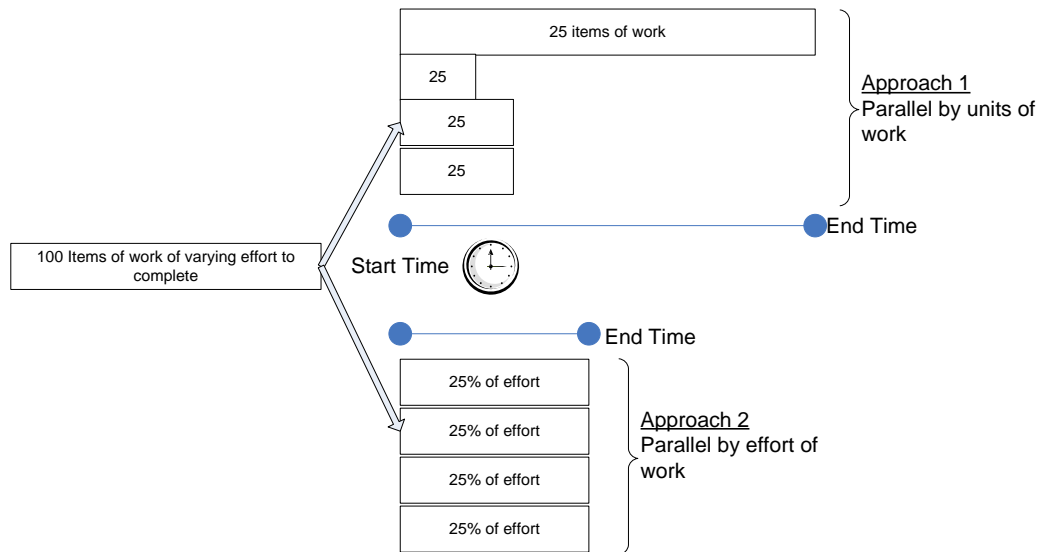 25 items of work
25
25
25
Approach 1
Parallel by units of
work
End Time
100 Items of work of varying effort to
complete
Start Time
End Time
25% of effort
25% of effort
25% of effort
25% of effort
Approach 2
Parallel by effort of
work